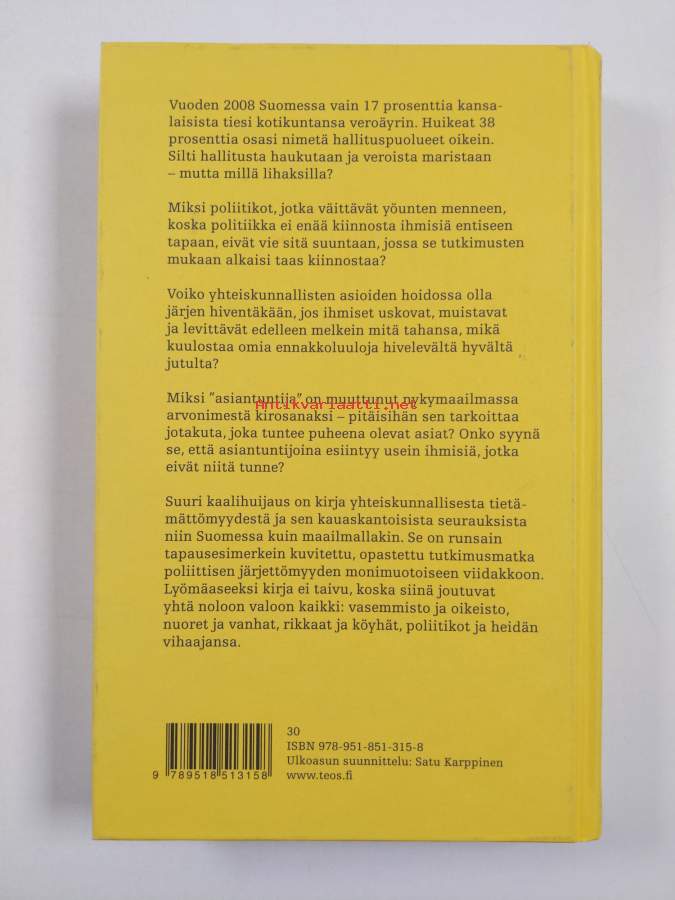 Vuoden 2008 Suomessa vain 17 prosenttia kansa-
laisista tiesi kotikuntansa veroäyrin. Huikeat 38
prosenttia osasi nimetä hallituspuolueet oikein.
Silti hallitusta haukutaan ja veroista maristaan
– mutta millä lihaksilla?
Miksi poliitikot, jotka väittävät yöunten menneen,
koska politiikka ei enää kiinnosta ihmisiä entiseen
tapaan, eivät vie sitä suuntaan, jossa se tutkimusten
mukaan alkaisi taas kiinnostaa?
Voiko yhteiskunnallisten asioiden hoidossa olla
järjen hiventäkään, jos ihmiset uskovat, muistavat
ja levittävät edelleen melkein mitä tahansa, mikä
kuulostaa omia ennakkoluuloja hivelevältä hyvältä
jutulta?
Miksi ”asiantuntija” on muuttunut nykymaailmassa
Antikvariaatti.net
arvonimestä kirosanaksi – pitäisihän sen tarkoittaa
jotakuta, joka tuntee puheena olevat asiat? Onko syynä
se, että asiantuntijoina esiintyy usein ihmisiä, jotka
eivät niitä tunne?
Suuri kaalihuijaus on kirja yhteiskunnallisesta tietä-
mättömyydestä ja sen kauaskantoisista seurauksista
niin Suomessa kuin maailmallakin. Se on runsain
tapausesimerkein kuvitettu, opastettu tutkimusmatka
poliittisen järjettömyyden monimuotoiseen viidakkoon.
Lyömäaseeksi kirja ei taivu, koska siinä joutuvat
yhtä noloon valoon kaikki: vasemmisto ja oikeisto,
nuoret ja vanhat, rikkaat ja köyhät, poliitikot ja heidän
vihaajansa.
30
ISBN 978-951-851-315-8
Ulkoasun suunnittelu: Satu Karppinen
www.teos.fi
9 789518 513158